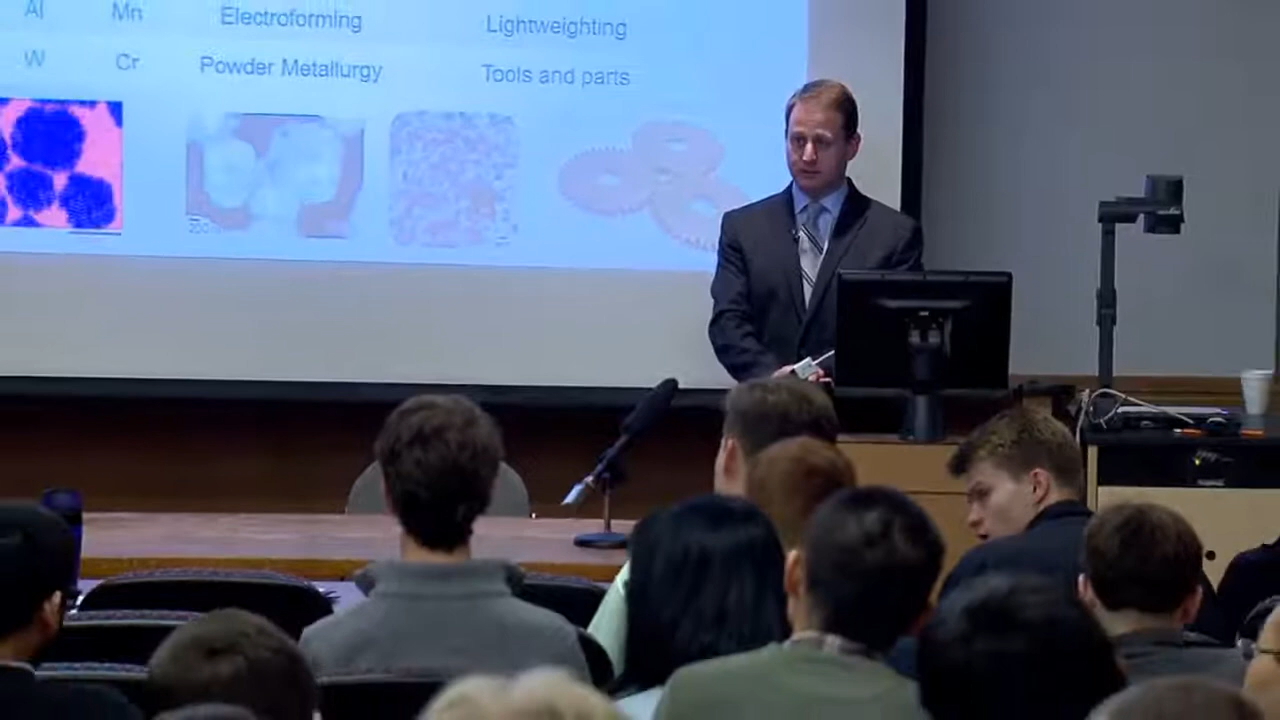 Al Mn Electroforming Lightweighting
W Cr Powder Metallurgy Tools and parts